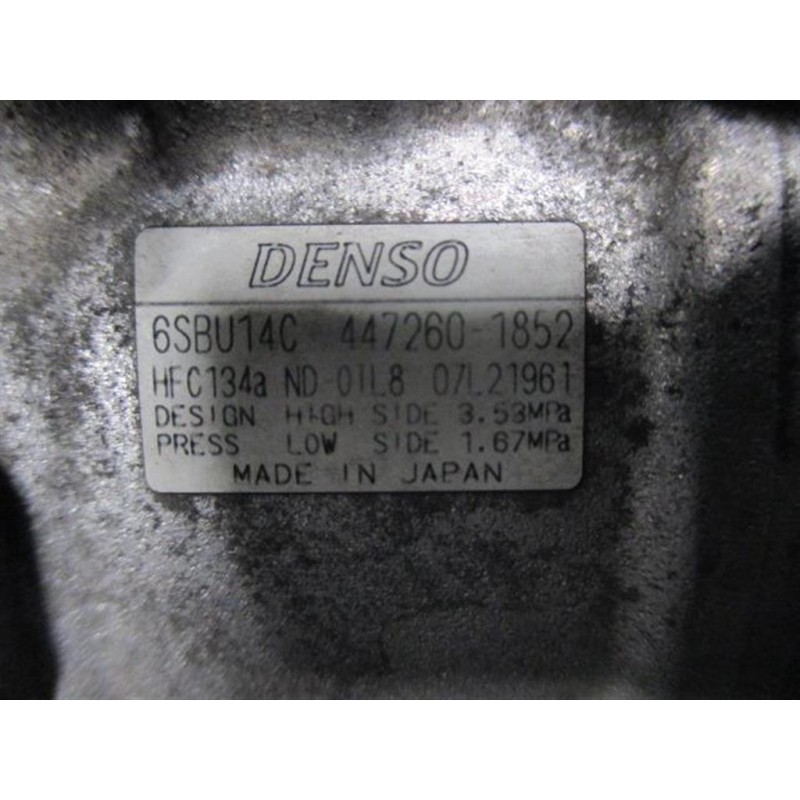 DENSO
6SBU14C 447260-1852
HFC134a ND-OIL8 07L21961
DESIGN HIGH SIDE 3.53MPa
PRESS LOW SIDE 1.67MPa
MADE IN JAPAN